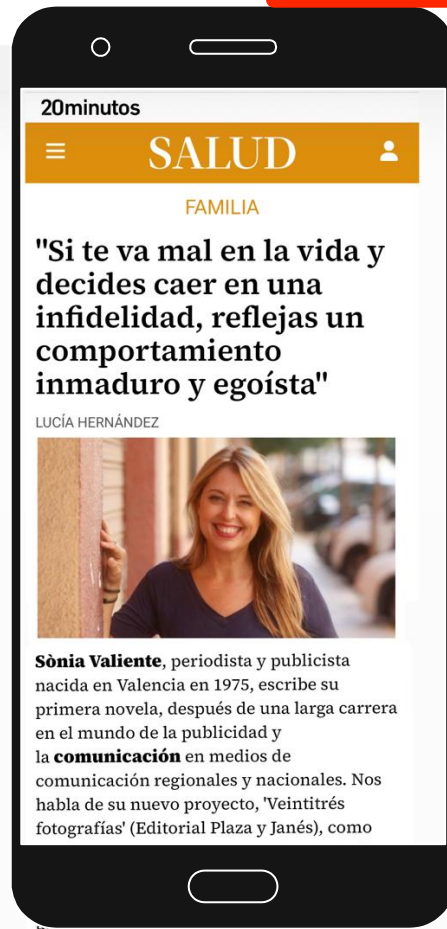 20minutos
SALUD
FAMILIA
"Si te va mal en la vida y
decides caer en una
infidelidad, reflejas un
comportamiento
inmaduro y egoísta"
LUCÍA HERNÁNDEZ
Sònia Valiente, periodista y publicista
nacida en Valencia en 1975, escribe su
primera novela, después de una larga carrera
en el mundo de la publicidad y
la comunicación en medios de
comunicación regionales y nacionales. Nos
habla de su nuevo proyecto, 'Veintitrés
fotografías' (Editorial Plaza y Janés), como